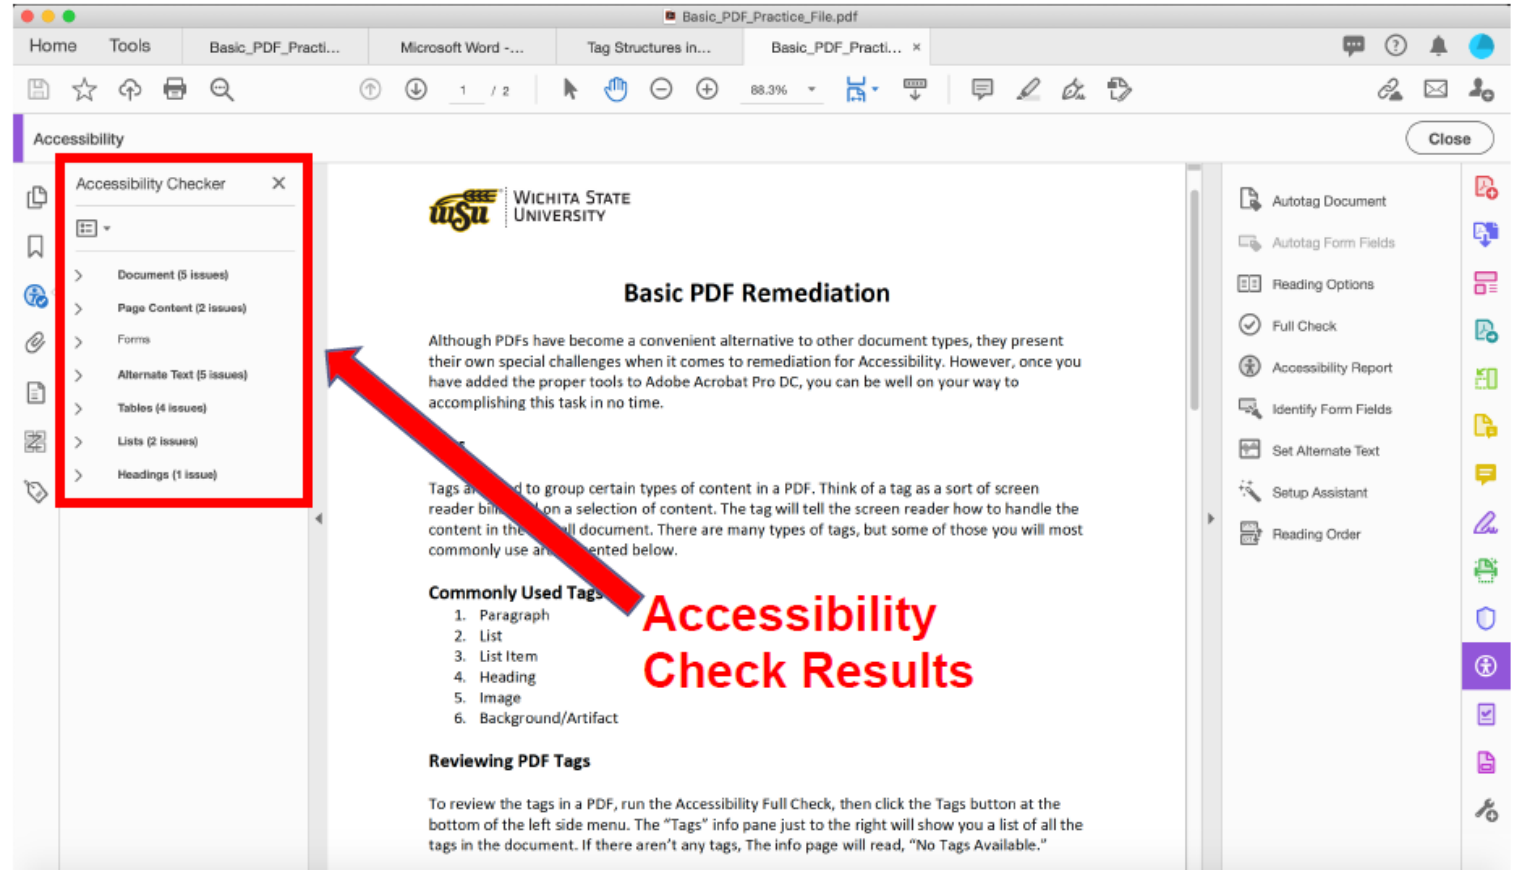 Basic_PDF_Practice_File.pdf
Home Tools Basic_PDF_Practi... Microsoft Word -... Tag Structures in... Basic_PDF_Practi... ×
1 / 2 88.3%
Accessibility Close
Accessibility Checker
Document (5 issues)
Page Content (2 issues)
Forms
Alternate Text (5 issues)
Tables (4 issues)
Lists (2 issues)
Headings (1 issue)
wsu WICHITA STATE
UNIVERSITY
Basic PDF Remediation
Although PDFs have become a convenient alternative to other document types, they present
their own special challenges when it comes to remediation for Accessibility. However, once you
have added the proper tools to Adobe Acrobat Pro DC, you can be well on your way to
accomplishing this task in no time.
Tags to group certain types of content in a PDF. Think of a tag as a sort of screen
reader on a selection of content. The tag will tell the screen reader how to handle the
content in the document. There are many types of tags, but some of those you will most
commonly use below.
Commonly Used Tags
1. Paragraph
2. List
3. List Item
4. Heading
5. Image
6. Background/Artifact
Accessibility
Check Results
Reviewing PDF Tags
To review the tags in a PDF, run the Accessibility Full Check, then click the Tags button at the
bottom of the left side menu. The “Tags” info pane just to the right will show you a list of all the
tags in the document. If there aren’t any tags, The info page will read, “No Tags Available.”
Autotag Document
Autotag Form Fields
Reading Options
Full Check
Accessibility Report
Identify Form Fields
Set Alternate Text
Setup Assistant
Reading Order